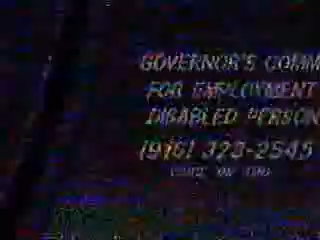 GOVERNOR'S COMM
FOR EMPLOYMENT
DISABLED PERSON
(916) 323-2545